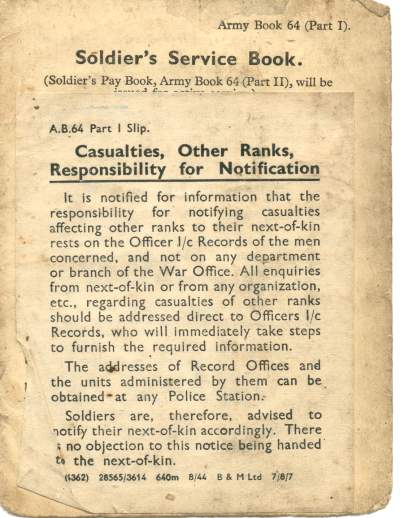 Army Book 64 (Part I).
Soldier's Service Book.
(Soldier's Pay Book, Army Book 64 (Part II), will be
A.B.64 Part I Slip.
Casualties, Other Ranks,
Responsibility for Notification
It is notified for information that the
responsibility for notifying casualties
affecting other ranks to their next-of-kin
rests on the Officer I/c Records of the men
concerned, and not on any department
or branch of the War Office. All enquiries
from next-of-kin or from any organization,
etc., regarding casualties of other ranks
should be addressed direct to Officers I/c
Records, who will immediately take steps
to furnish the required information.
The addresses of Record Offices and
the units administered by them can be
obtained at any Police Station.
Soldiers are, therefore, advised to
notify their next-of-kin accordingly. There
is no objection to this notice being handed
to the next-of-kin.
(6362) 28565/3614 640m 8/44 B & M Ltd 7/8/7